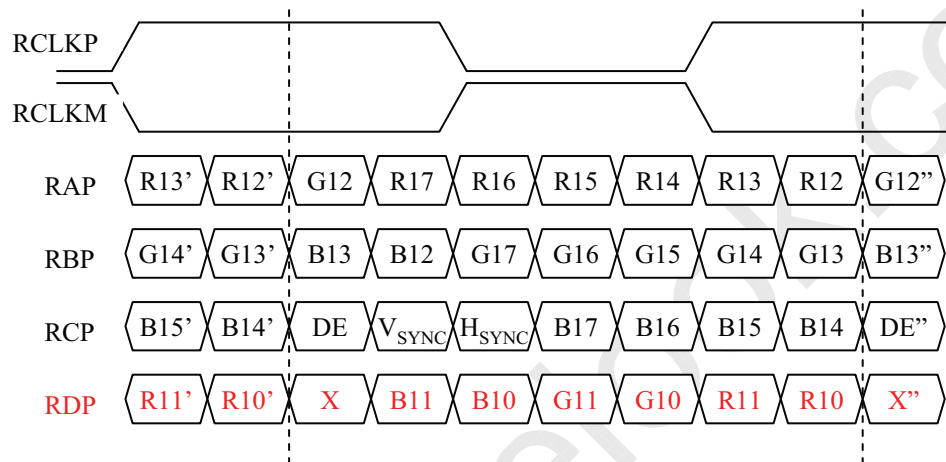 RCLKP
RCLKM
RAP R13’ R12’ G12 R17 R16 R15 R14 R13 R12 G12”
RBP G14’ G13’ B13 B12 G17 G16 G15 G14 G13 B13”
RCP B15’ B14’ DE VSYNC HSYNC B17 B16 B15 B14 DE”
RDP R11’ R10’ X B11 B10 G11 G10 R11 R10 X”